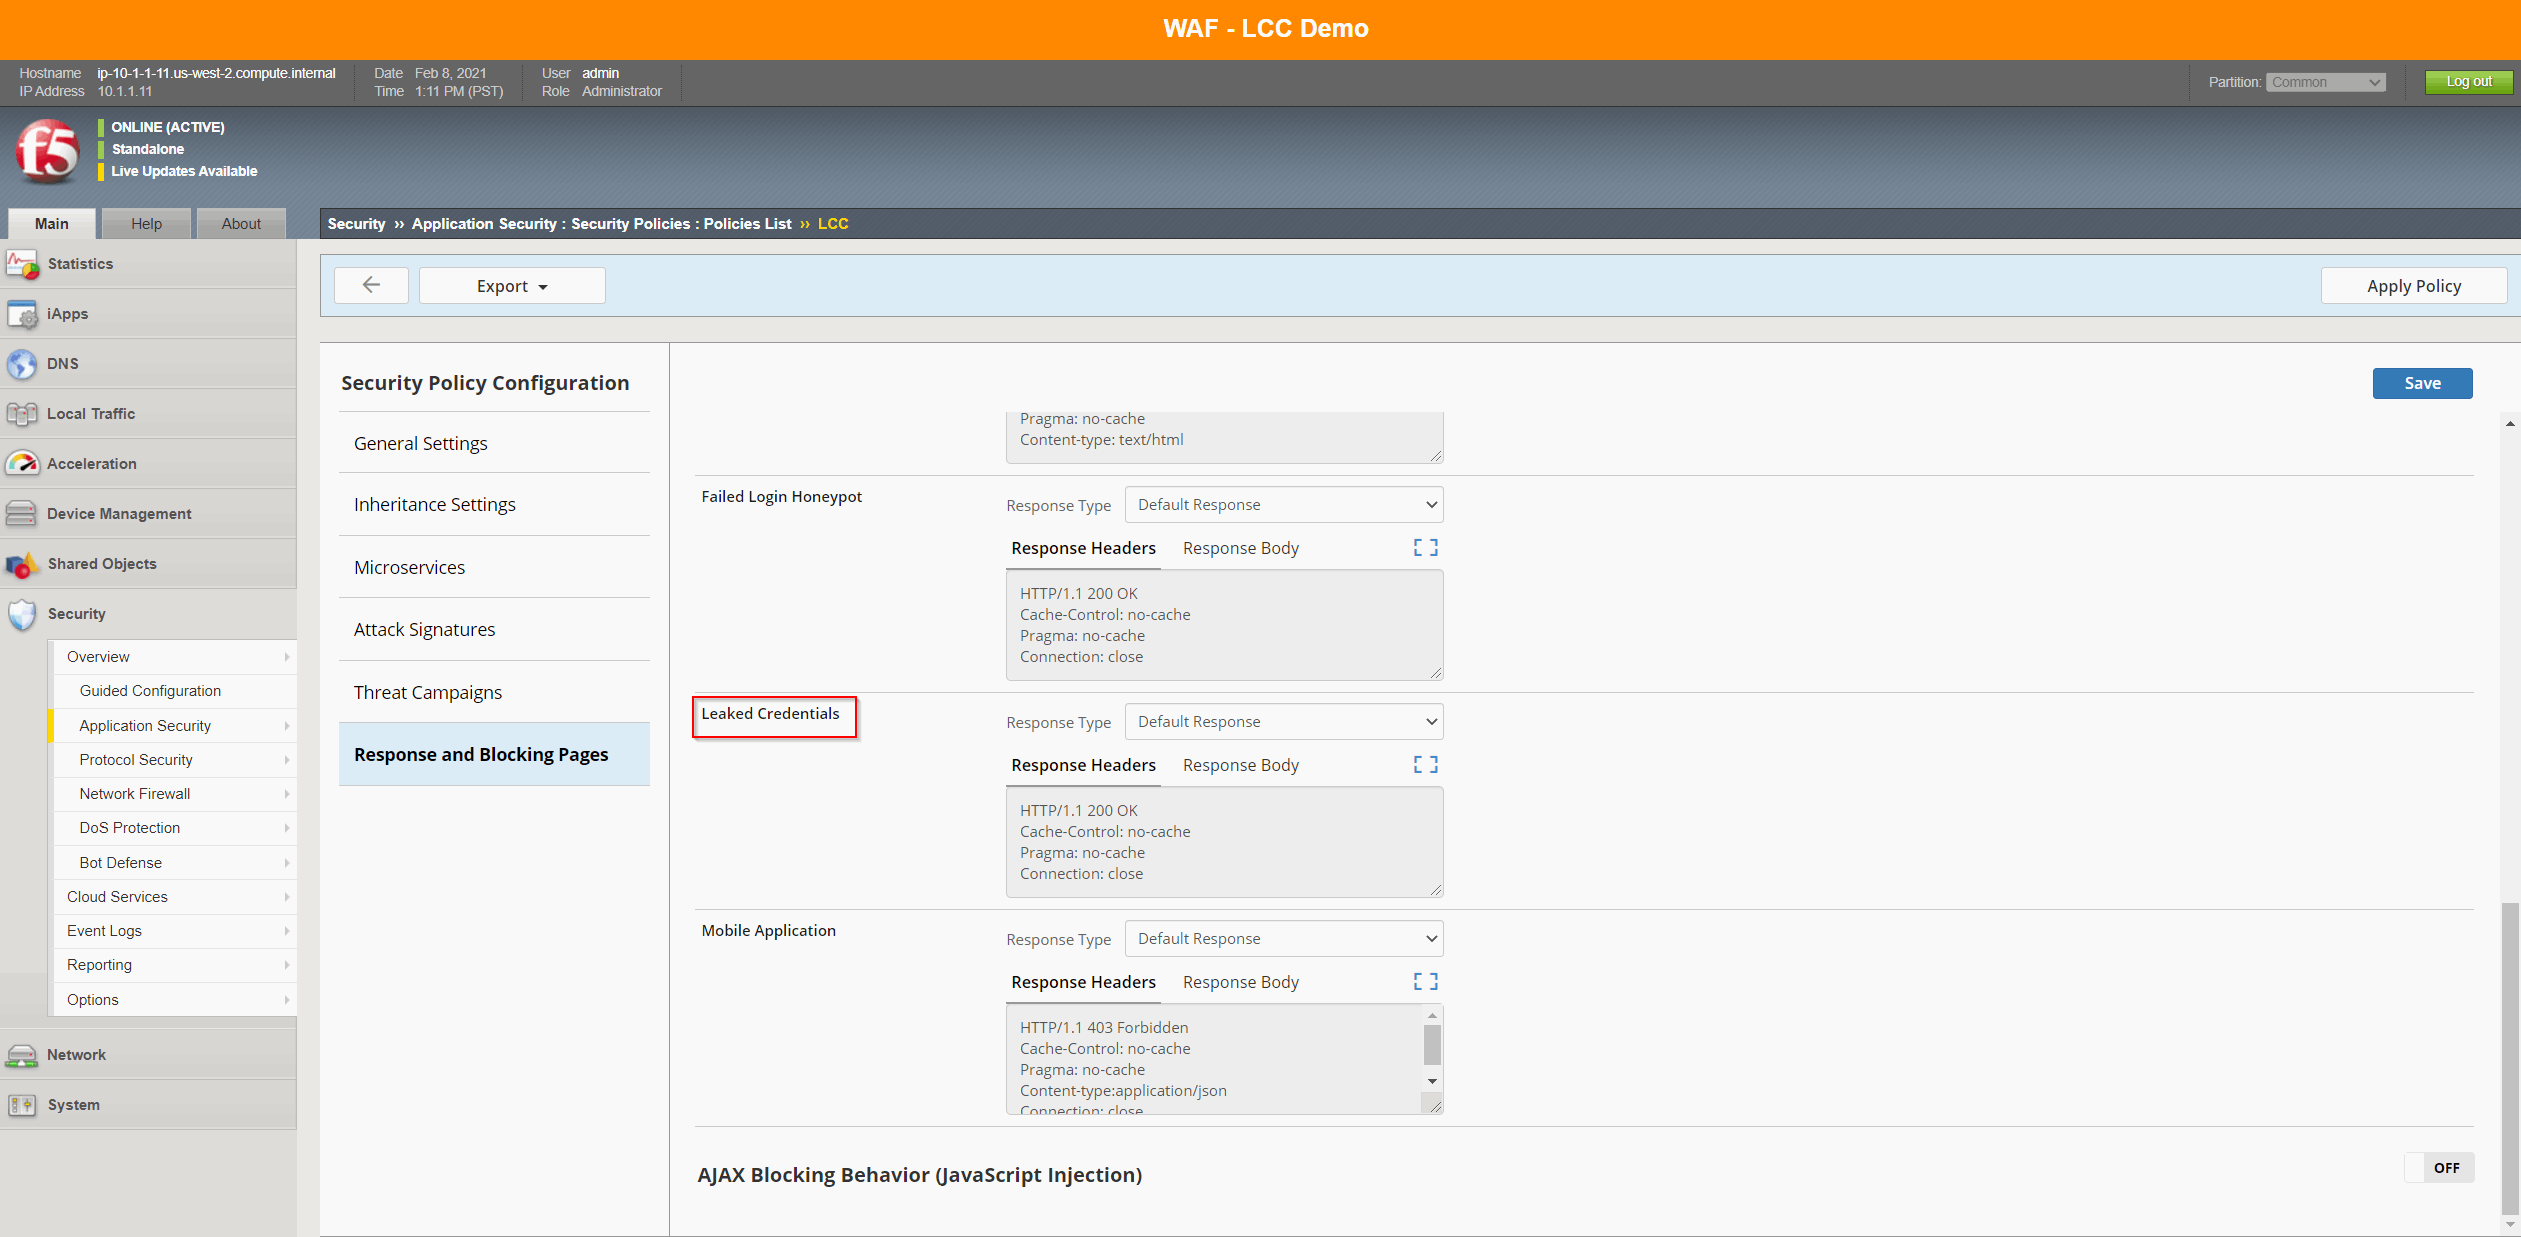 WAF - LCC Demo
Hostname ip-10-1-1-11.us-west-2.compute.internal Date Feb 8, 2021 User admin
IP Address 10.1.1.11 Time 1:11 PM (PST) Role Administrator
Partition: Common Log out
f5
ONLINE (ACTIVE)
Standalone
Live Updates Available
Main Help About
Security ›› Application Security : Security Policies : Policies List ›› LCC
Statistics
iApps
DNS
Local Traffic
Acceleration
Device Management
Shared Objects
Security
Overview
Guided Configuration
Application Security
Protocol Security
Network Firewall
DoS Protection
Bot Defense
Cloud Services
Event Logs
Reporting
Options
Network
System
Export Apply Policy
Security Policy Configuration
General Settings
Inheritance Settings
Microservices
Attack Signatures
Threat Campaigns
Response and Blocking Pages
Save
Pragma: no-cache
Content-type: text/html
Failed Login Honeypot
Response Type Default Response
Response Headers Response Body
HTTP/1.1 200 OK
Cache-Control: no-cache
Pragma: no-cache
Connection: close
Leaked Credentials
Response Type Default Response
Response Headers Response Body
HTTP/1.1 200 OK
Cache-Control: no-cache
Pragma: no-cache
Connection: close
Mobile Application
Response Type Default Response
Response Headers Response Body
HTTP/1.1 403 Forbidden
Cache-Control: no-cache
Pragma: no-cache
Content-type:application/json
Connection: close
AJAX Blocking Behavior (JavaScript Injection) OFF